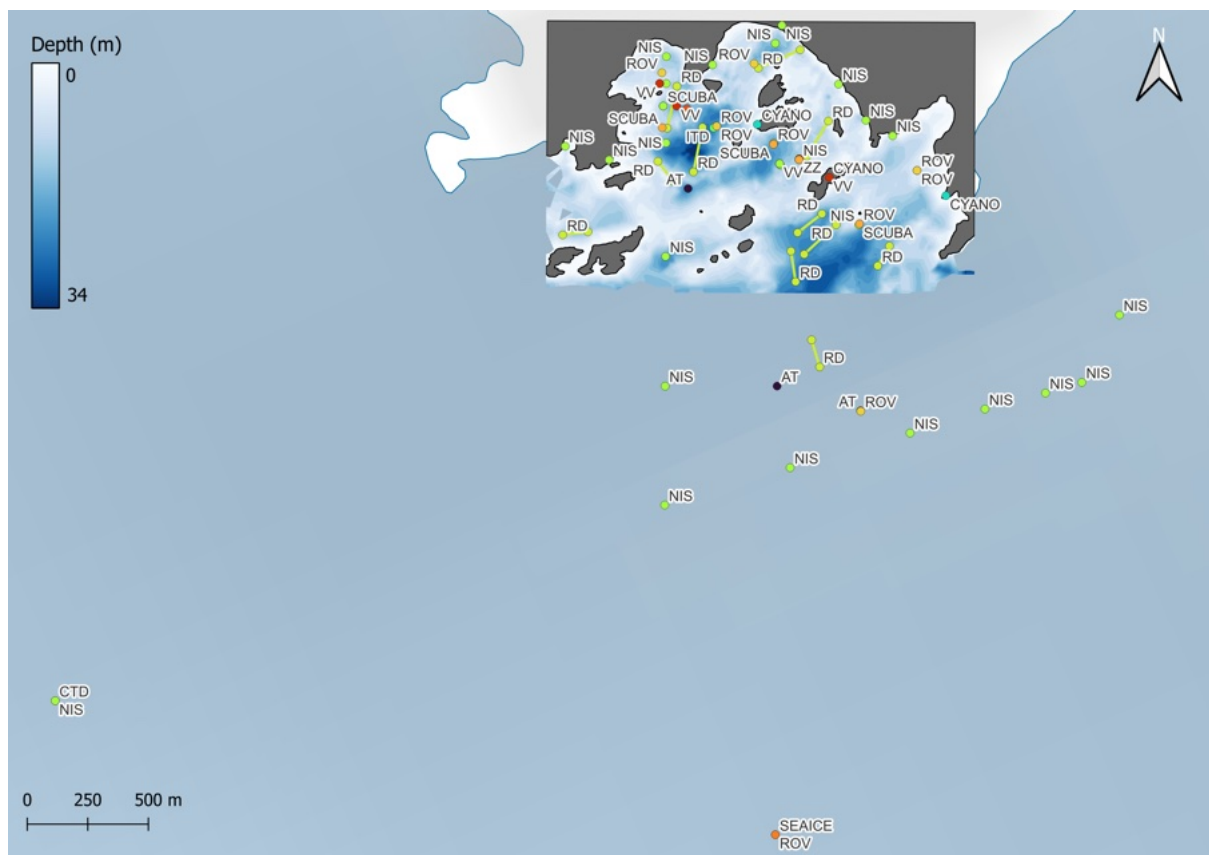 Depth (m)
0
34
N
NIS
NIS
NIS
NIS
ROV
RD
ROV
RD
NIS
VV
SCUBA
RD
SCUBA
VV
ROV
CYANO
NIS
ITD
ROV
ROV
NIS
NIS
NIS
SCUBA
NIS
NIS
RD
RD
VV
ZZ
CYANO
ROV
AT
VV
ROV
RD
CYANO
RD
NIS
ROV
RD
SCUBA
NIS
RD
RD
NIS
RD
NIS
AT
NIS
NIS
AT
ROV
NIS
NIS
NIS
NIS
CTD
NIS
0 250 500 m
SEAICE
ROV